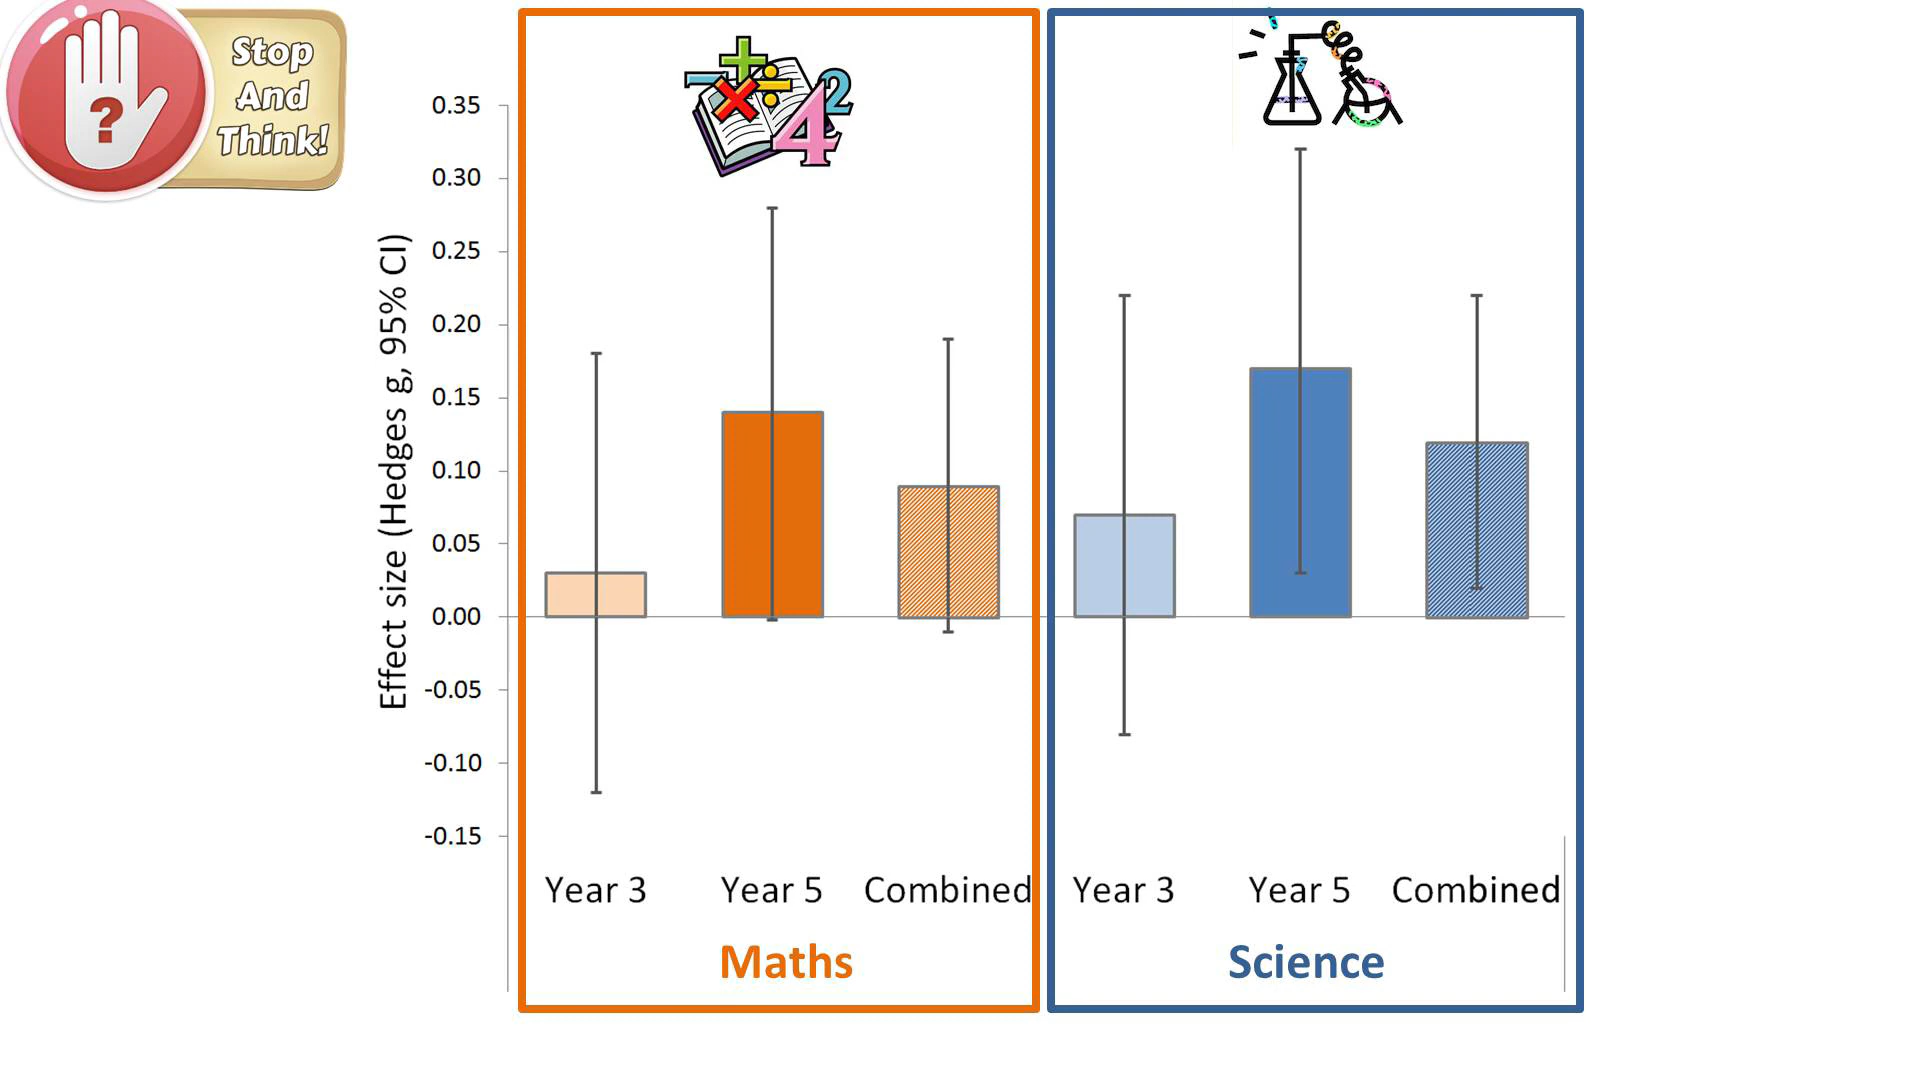 Stop
And
Think!
?
4
2
Effect size (Hedges g, 95% CI)
0.35
0.30
0.25
0.20
0.15
0.10
0.05
0.00
-0.05
-0.10
-0.15
Year 3 Year 5 Combined Year 3 Year 5 Combined
Maths Science